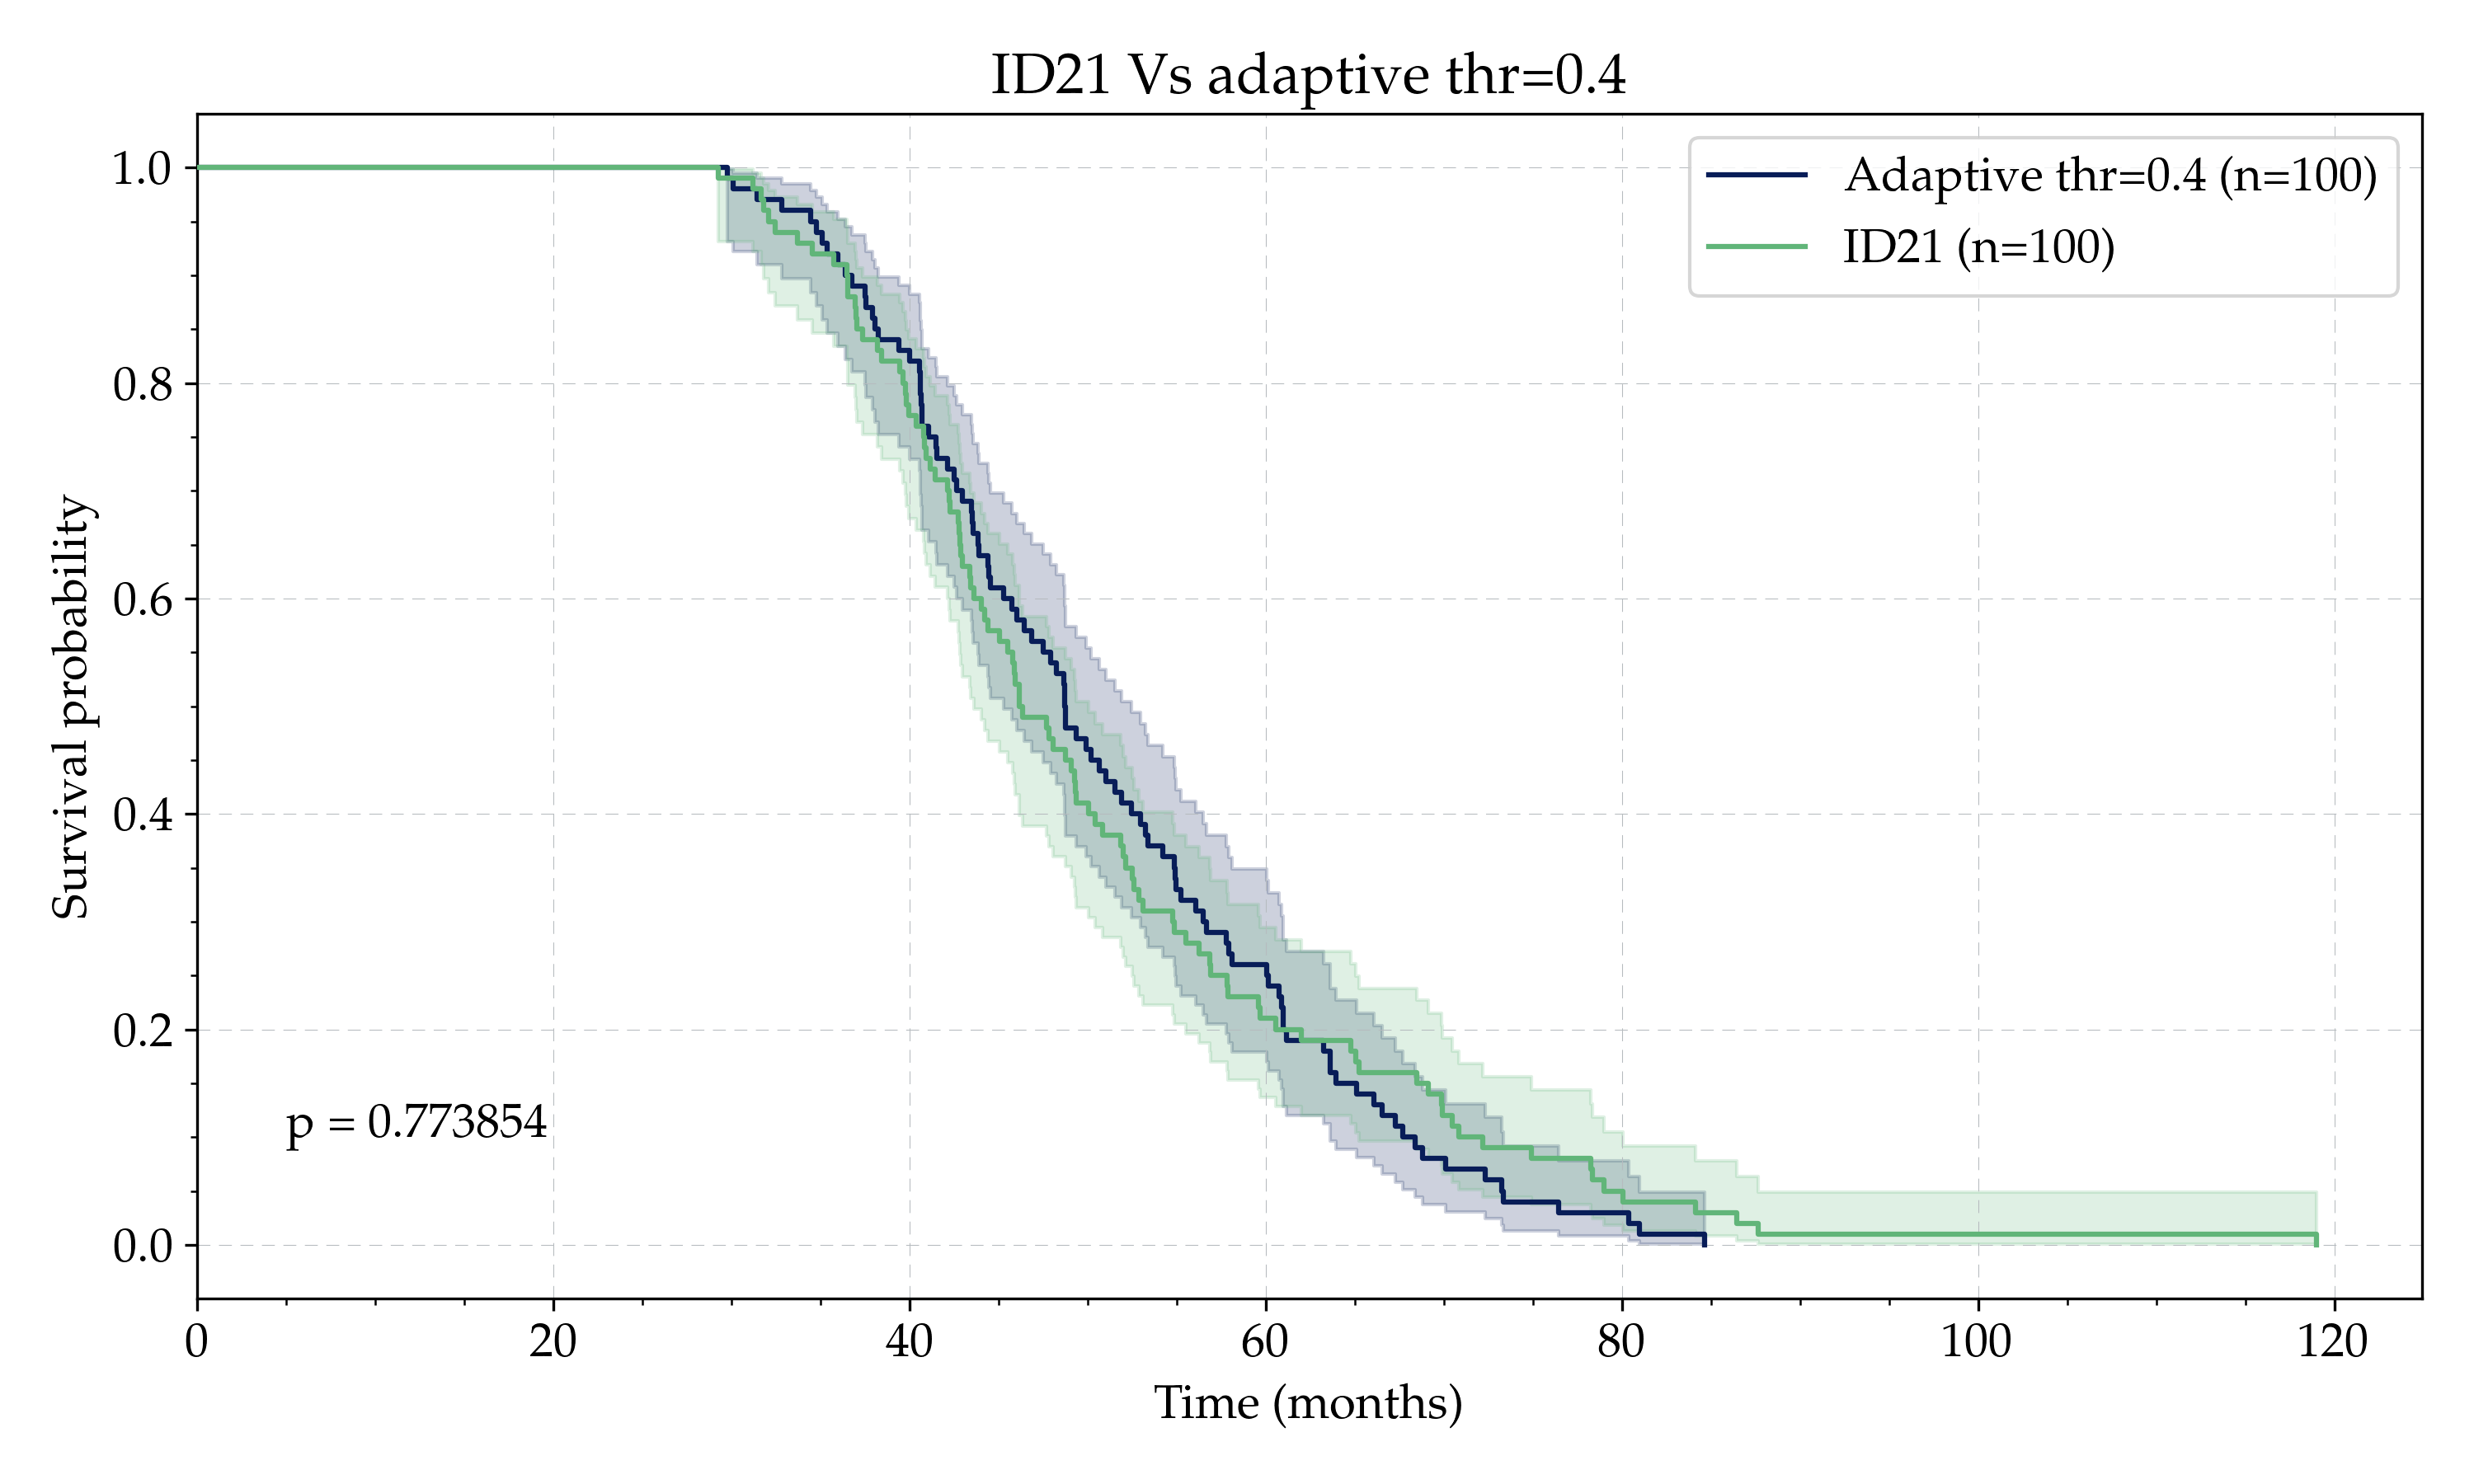 ID21 Vs adaptive thr=0.4
Adaptive thr=0.4 (n=100)
ID21 (n=100)
Survival probability
1.0
0.8
0.6
0.4
0.2
0.0
p = 0.773854
0 20 40 60 80 100 120
Time (months)